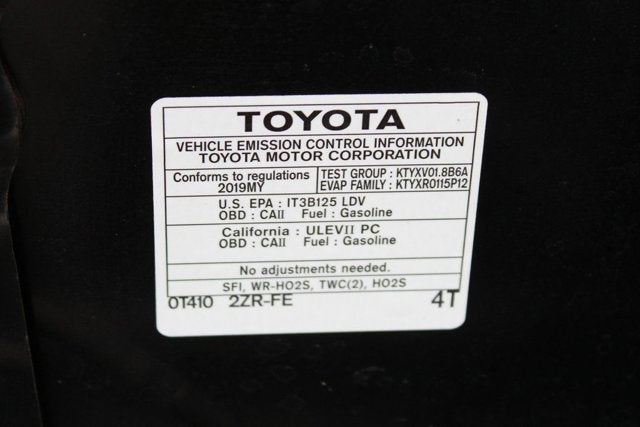 TOYOTA
VEHICLE EMISSION CONTROL INFORMATION
TOYOTA MOTOR CORPORATION
Conforms to regulations
2019MY
TEST GROUP : KTYXV01.8B6A
EVAP FAMILY : KTYXR0115P12
U.S. EPA : IT3B125 LDV
OBD : CAII Fuel : Gasoline
California : ULEVII PC
OBD : CAII Fuel : Gasoline
No adjustments needed.
SFI, WR-HO2S, TWC(2), HO2S
0T410 2ZR-FE 4T